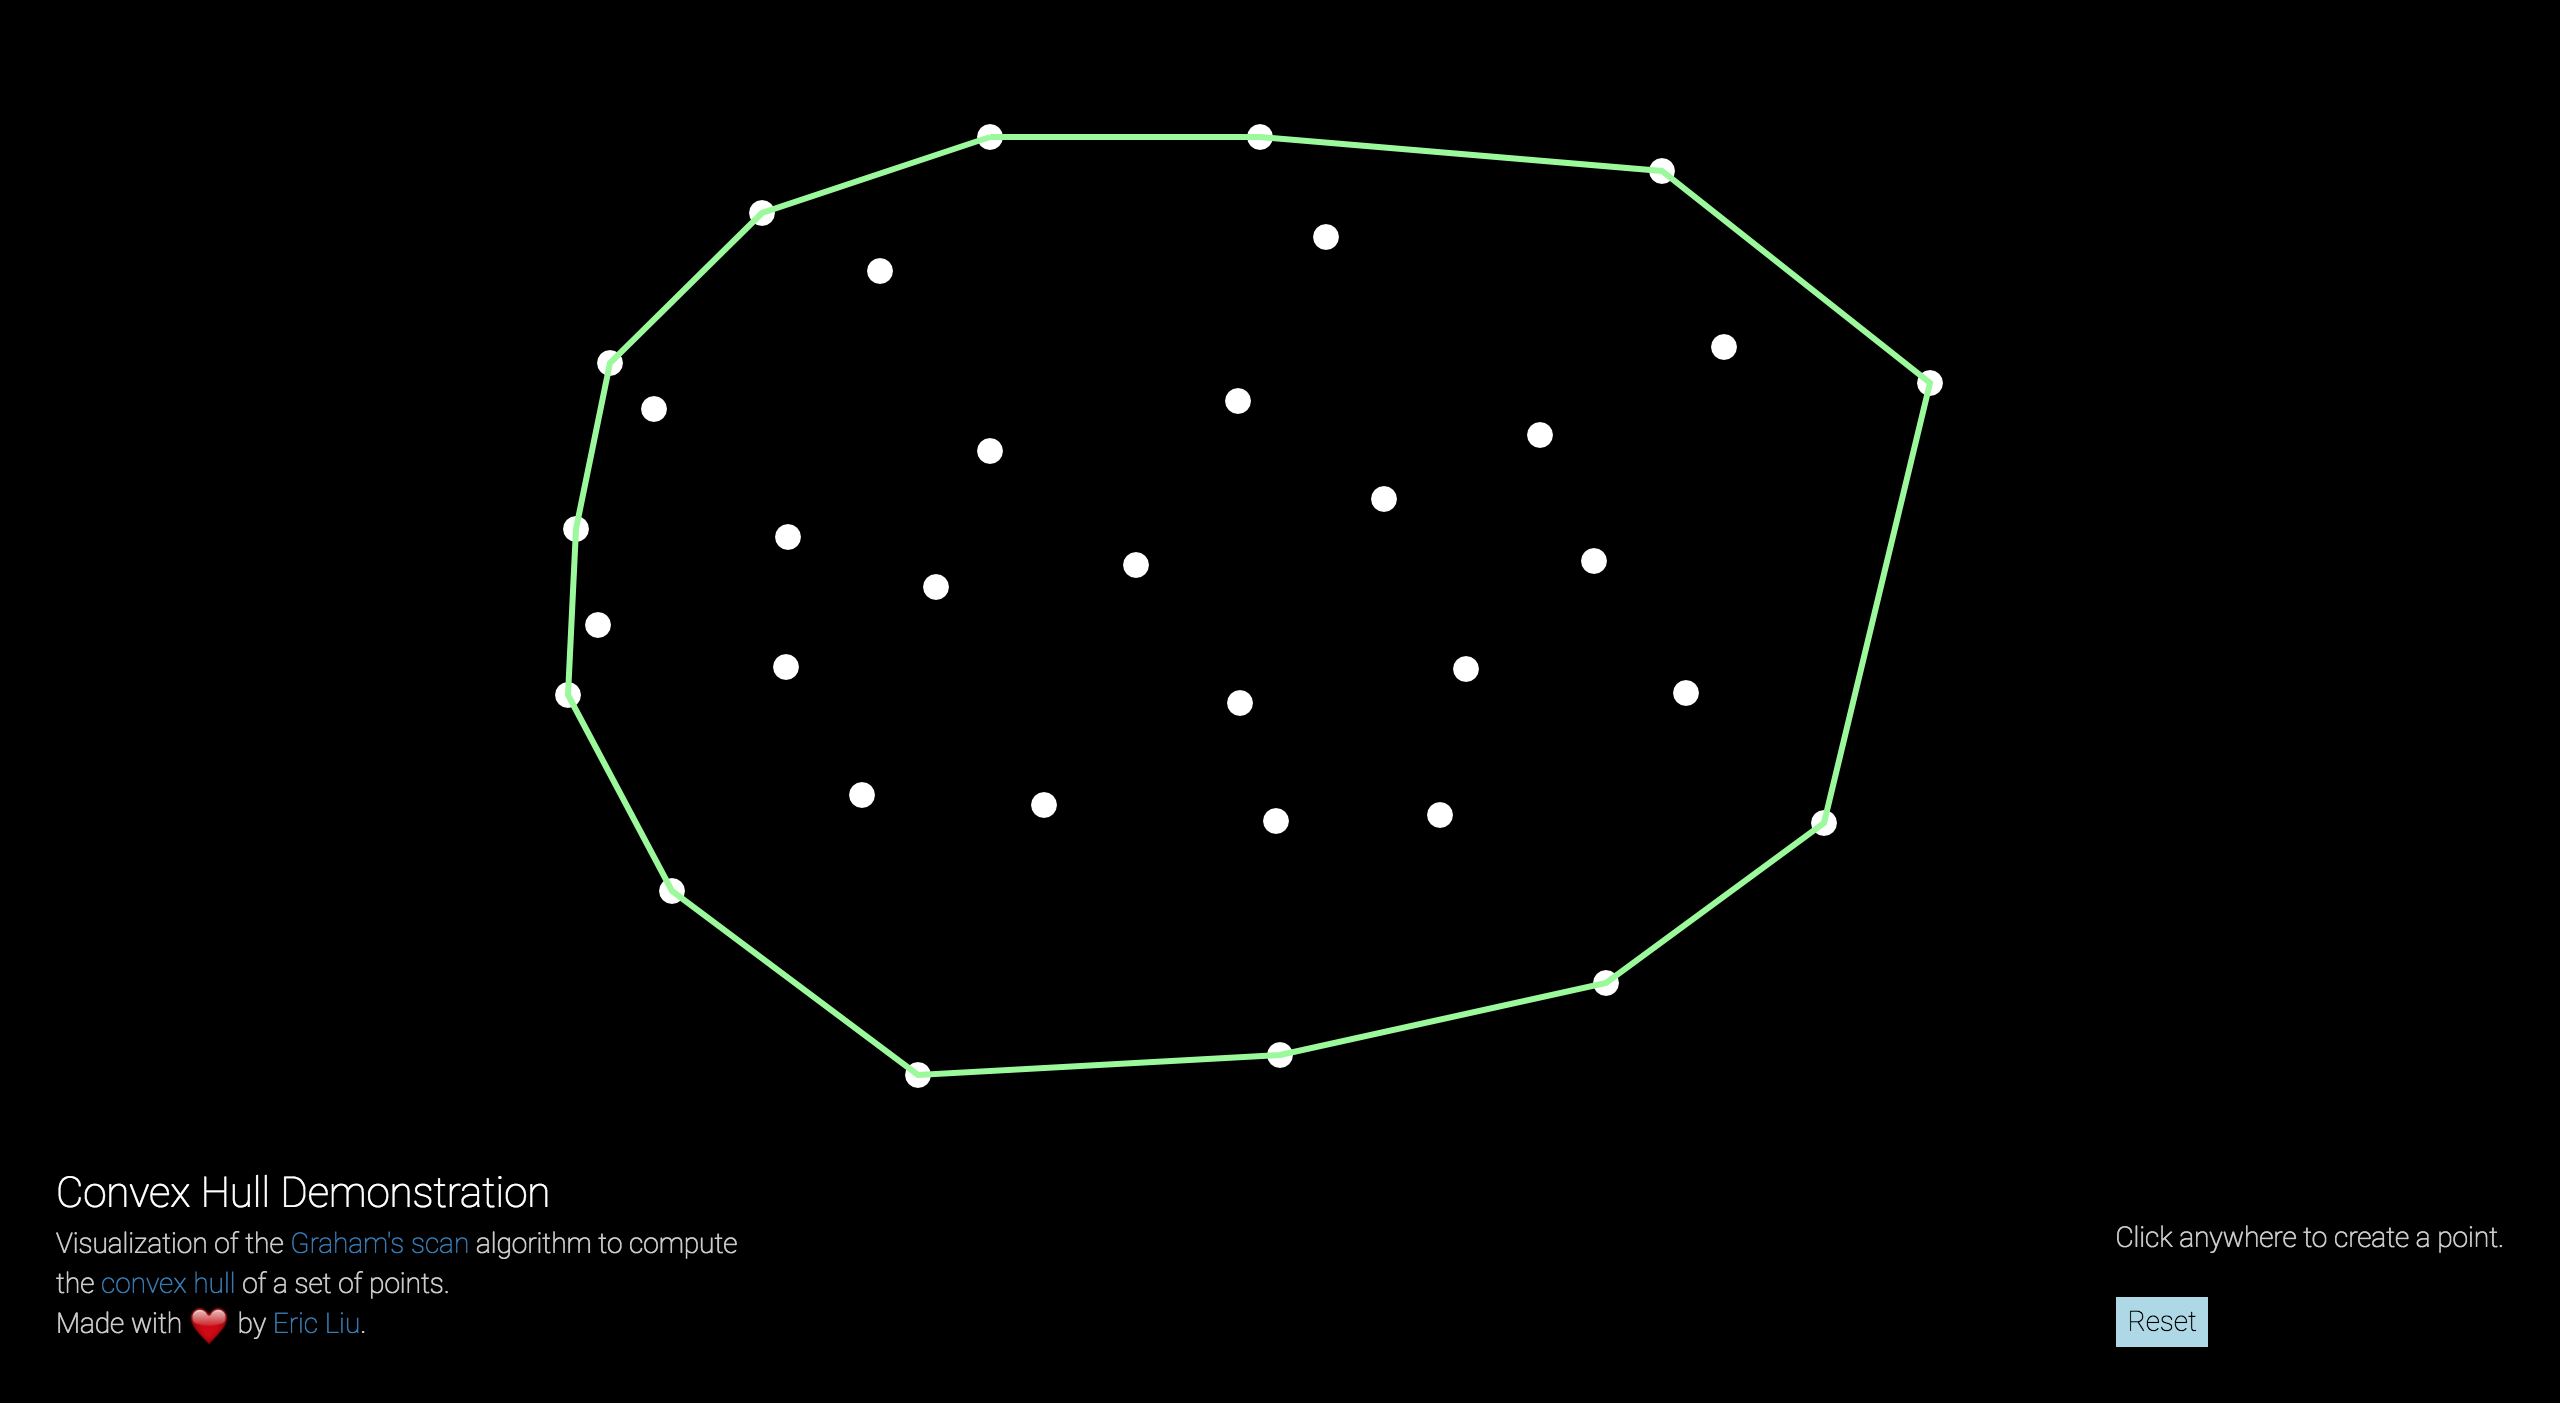 Convex Hull Demonstration
Visualization of the Graham's scan algorithm to compute
the convex hull of a set of points.
Made with ❤️ by Eric Liu.
Click anywhere to create a point.
Reset